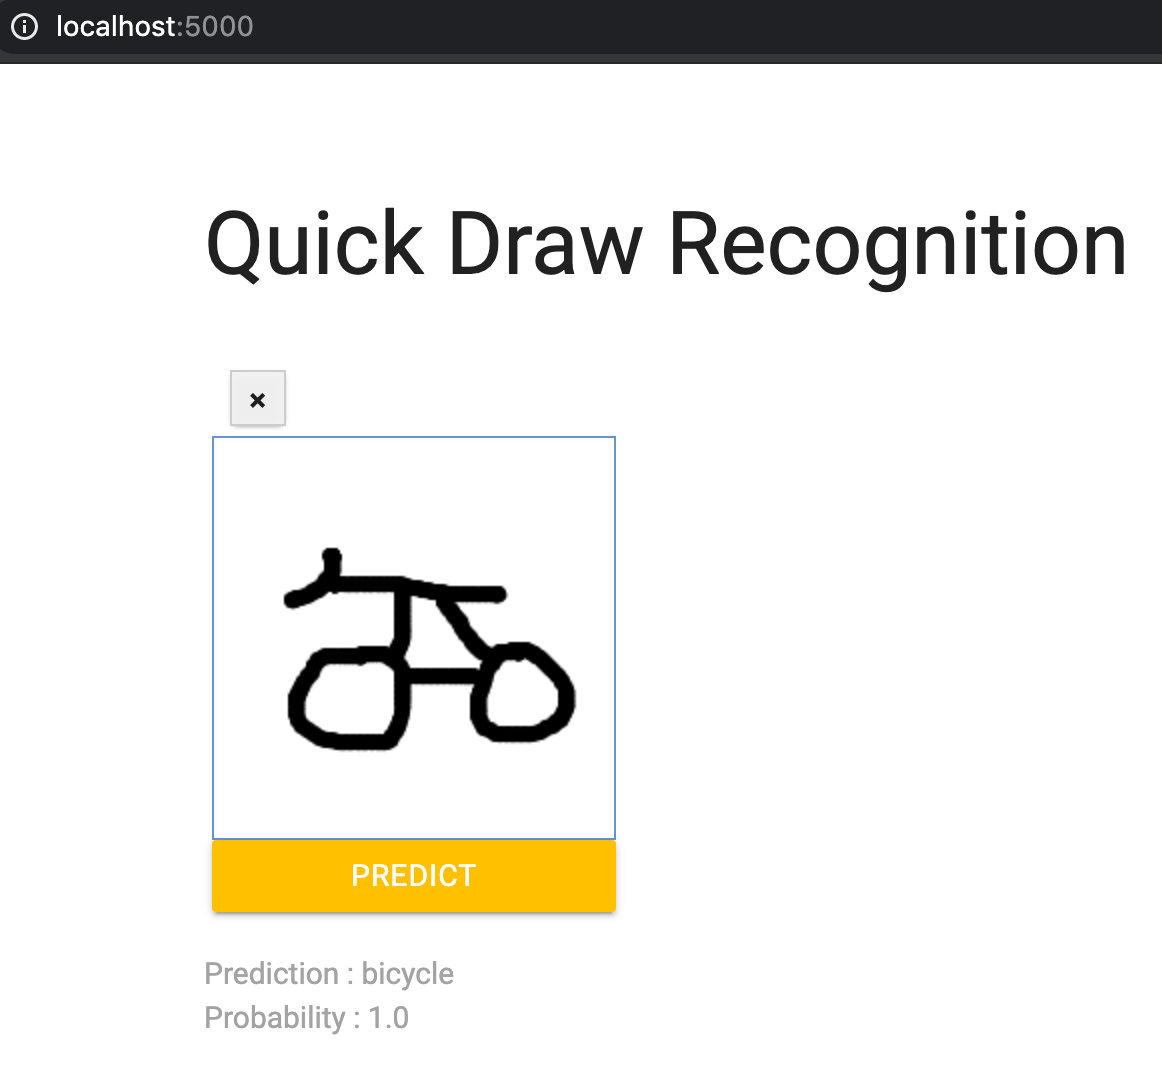 localhost:5000
Quick Draw Recognition
×
PREDICT
Prediction : bicycle
Probability : 1.0